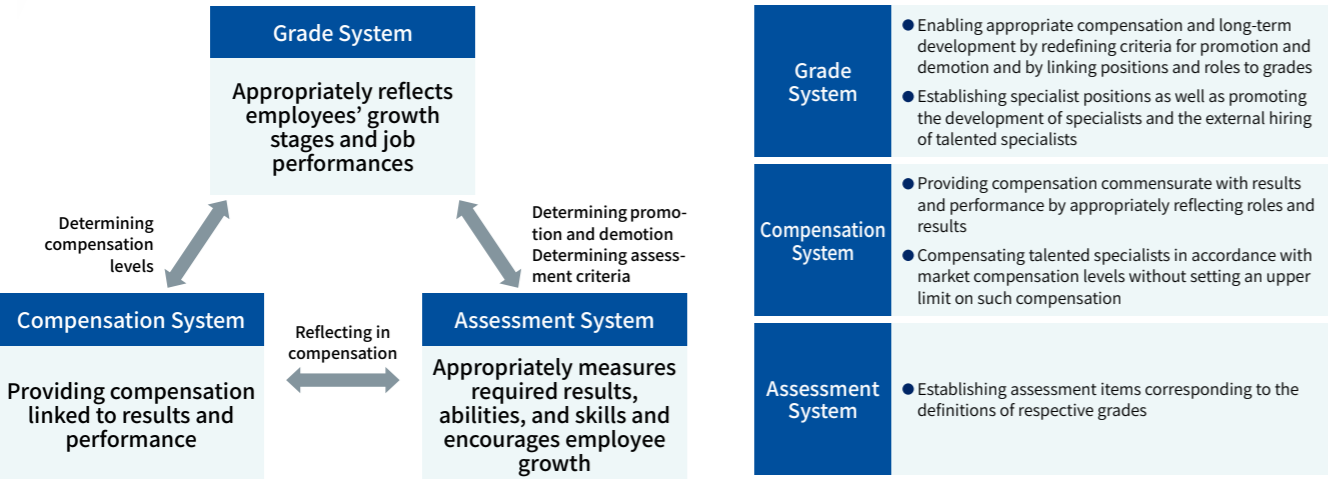 Grade System
Appropriately reflects
employees’ growth
stages and job
performances
Determining
compensation
levels
Determining promo-
tion and demotion
Determining assess-
ment criteria
Compensation System
Providing compensation
linked to results and
performance
Reflecting in
compensation
Assessment System
Appropriately measures
required results,
abilities, and skills and
encourages employee
growth
Grade
System
● Enabling appropriate compensation and long-term
development by redefining criteria for promotion and
demotion and by linking positions and roles to grades
● Establishing specialist positions as well as promoting
the development of specialists and the external hiring
of talented specialists
Compensation
System
● Providing compensation commensurate with results
and performance by appropriately reflecting roles and
results
● Compensating talented specialists in accordance with
market compensation levels without setting an upper
limit on such compensation
Assessment
System
● Establishing assessment items corresponding to the
definitions of respective grades